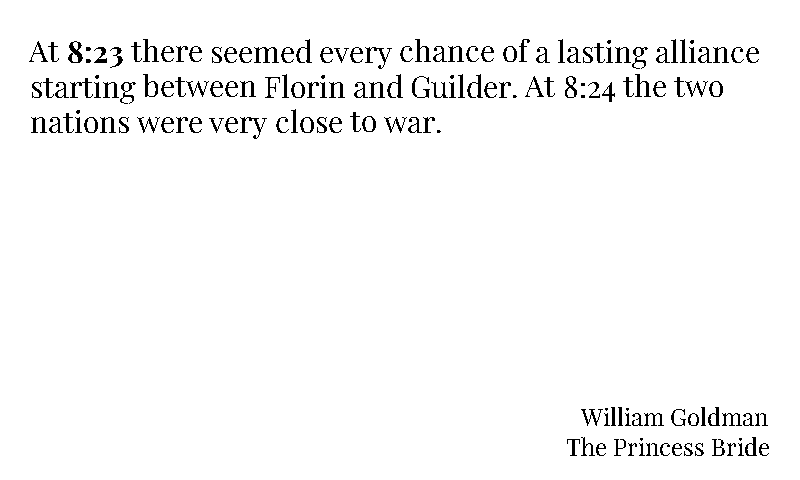 At 8:23 there seemed every chance of a lasting alliance
starting between Florin and Guilder. At 8:24 the two
nations were very close to war.
William Goldman
The Princess Bride